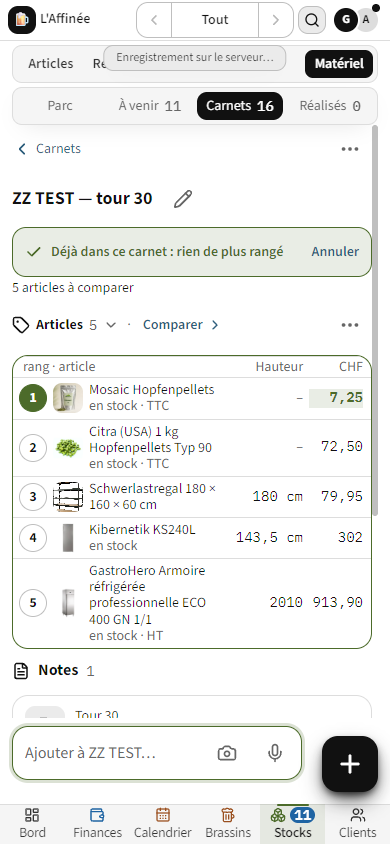 L'Affinée
Tout
G
A
Articles
Enregistrement sur le serveur…
Matériel
Parc
À venir 11
Carnets 16
Réalisés 0
Carnets
ZZ TEST — tour 30
Déjà dans ce carnet : rien de plus rangé
Annuler
5 articles à comparer
Articles 5 · Comparer
rang · article Hauteur CHF
1 Mosaic Hopfenpellets – 7,25
en stock · TTC
2 Citra (USA) 1 kg
Hopfenpellets Typ 90 – 72,50
en stock · TTC
3 Schwerlastregal 180 × 180 cm 79,95
160 × 60 cm
4 Kibernetik KS240L 143,5 cm 302
en stock
GastroHero Armoire
réfrigérée
5 professionnelle ECO 2010 913,90
400 GN 1/1
en stock · HT
Notes 1
Tour 30
Ajouter à ZZ TEST…
11
Bord Finances Calendrier Brassins Stocks Clients